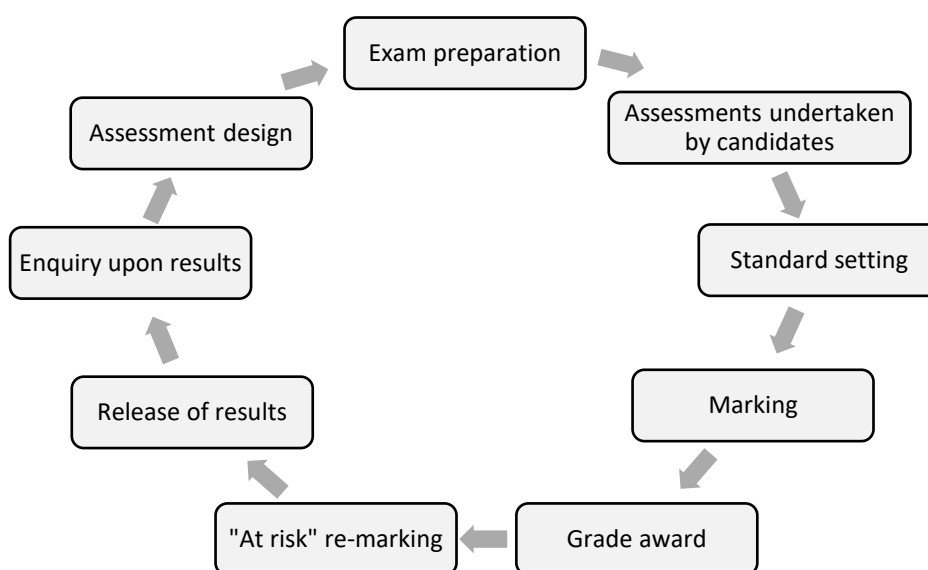 Exam preparation
Assessments undertaken
by candidates
Standard setting
Marking
Grade award
"At risk" re-marking
Release of results
Enquiry upon results
Assessment design